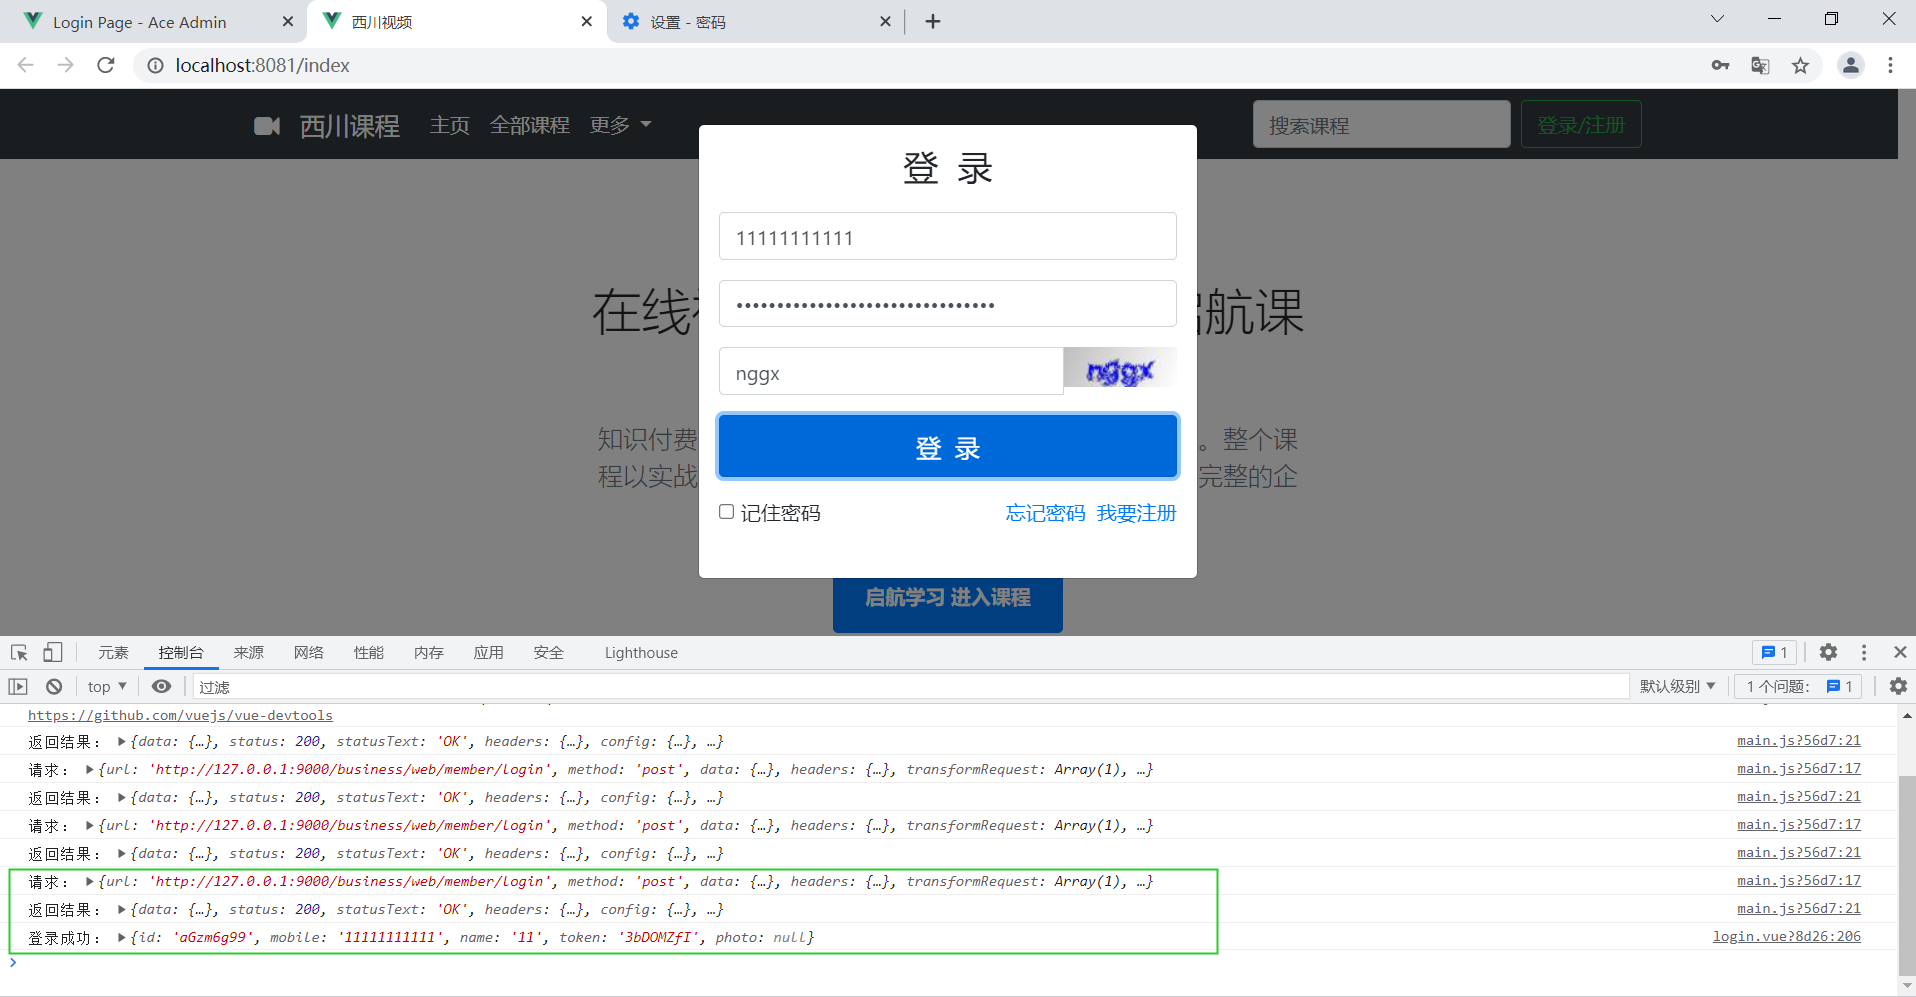 Login Page - Ace Admin
西川视频
设置 - 密码
localhost:8081/index
西川课程 主页 全部课程 更多
搜索课程
登录/注册
登 录
11111111111
••••••••••••••••••••••••••••••••
nggx
nggx
登 录
记住密码
忘记密码 我要注册
在线
航课
知识付费
。整个课
程以实战
完整的企
启航学习 进入课程
元素 控制台 来源 网络 性能 内存 应用 安全 Lighthouse
1
top
过滤
默认级别
1 个问题: 1
https://github.com/vuejs/vue-devtools
返回结果: ▶{data: {…}, status: 200, statusText: 'OK', headers: {…}, config: {…}, …} main.js?56d7:21
请求: ▶{url: 'http://127.0.0.1:9000/business/web/member/login', method: 'post', data: {…}, headers: {…}, transformRequest: Array(1), …} main.js?56d7:17
返回结果: ▶{data: {…}, status: 200, statusText: 'OK', headers: {…}, config: {…}, …} main.js?56d7:21
请求: ▶{url: 'http://127.0.0.1:9000/business/web/member/login', method: 'post', data: {…}, headers: {…}, transformRequest: Array(1), …} main.js?56d7:17
返回结果: ▶{data: {…}, status: 200, statusText: 'OK', headers: {…}, config: {…}, …} main.js?56d7:21
请求: ▶{url: 'http://127.0.0.1:9000/business/web/member/login', method: 'post', data: {…}, headers: {…}, transformRequest: Array(1), …} main.js?56d7:17
返回结果: ▶{data: {…}, status: 200, statusText: 'OK', headers: {…}, config: {…}, …} main.js?56d7:21
登录成功: ▶{id: 'aGzm6g99', mobile: '11111111111', name: '11', token: '3bDOMZfI', photo: null} login.vue?8d26:206